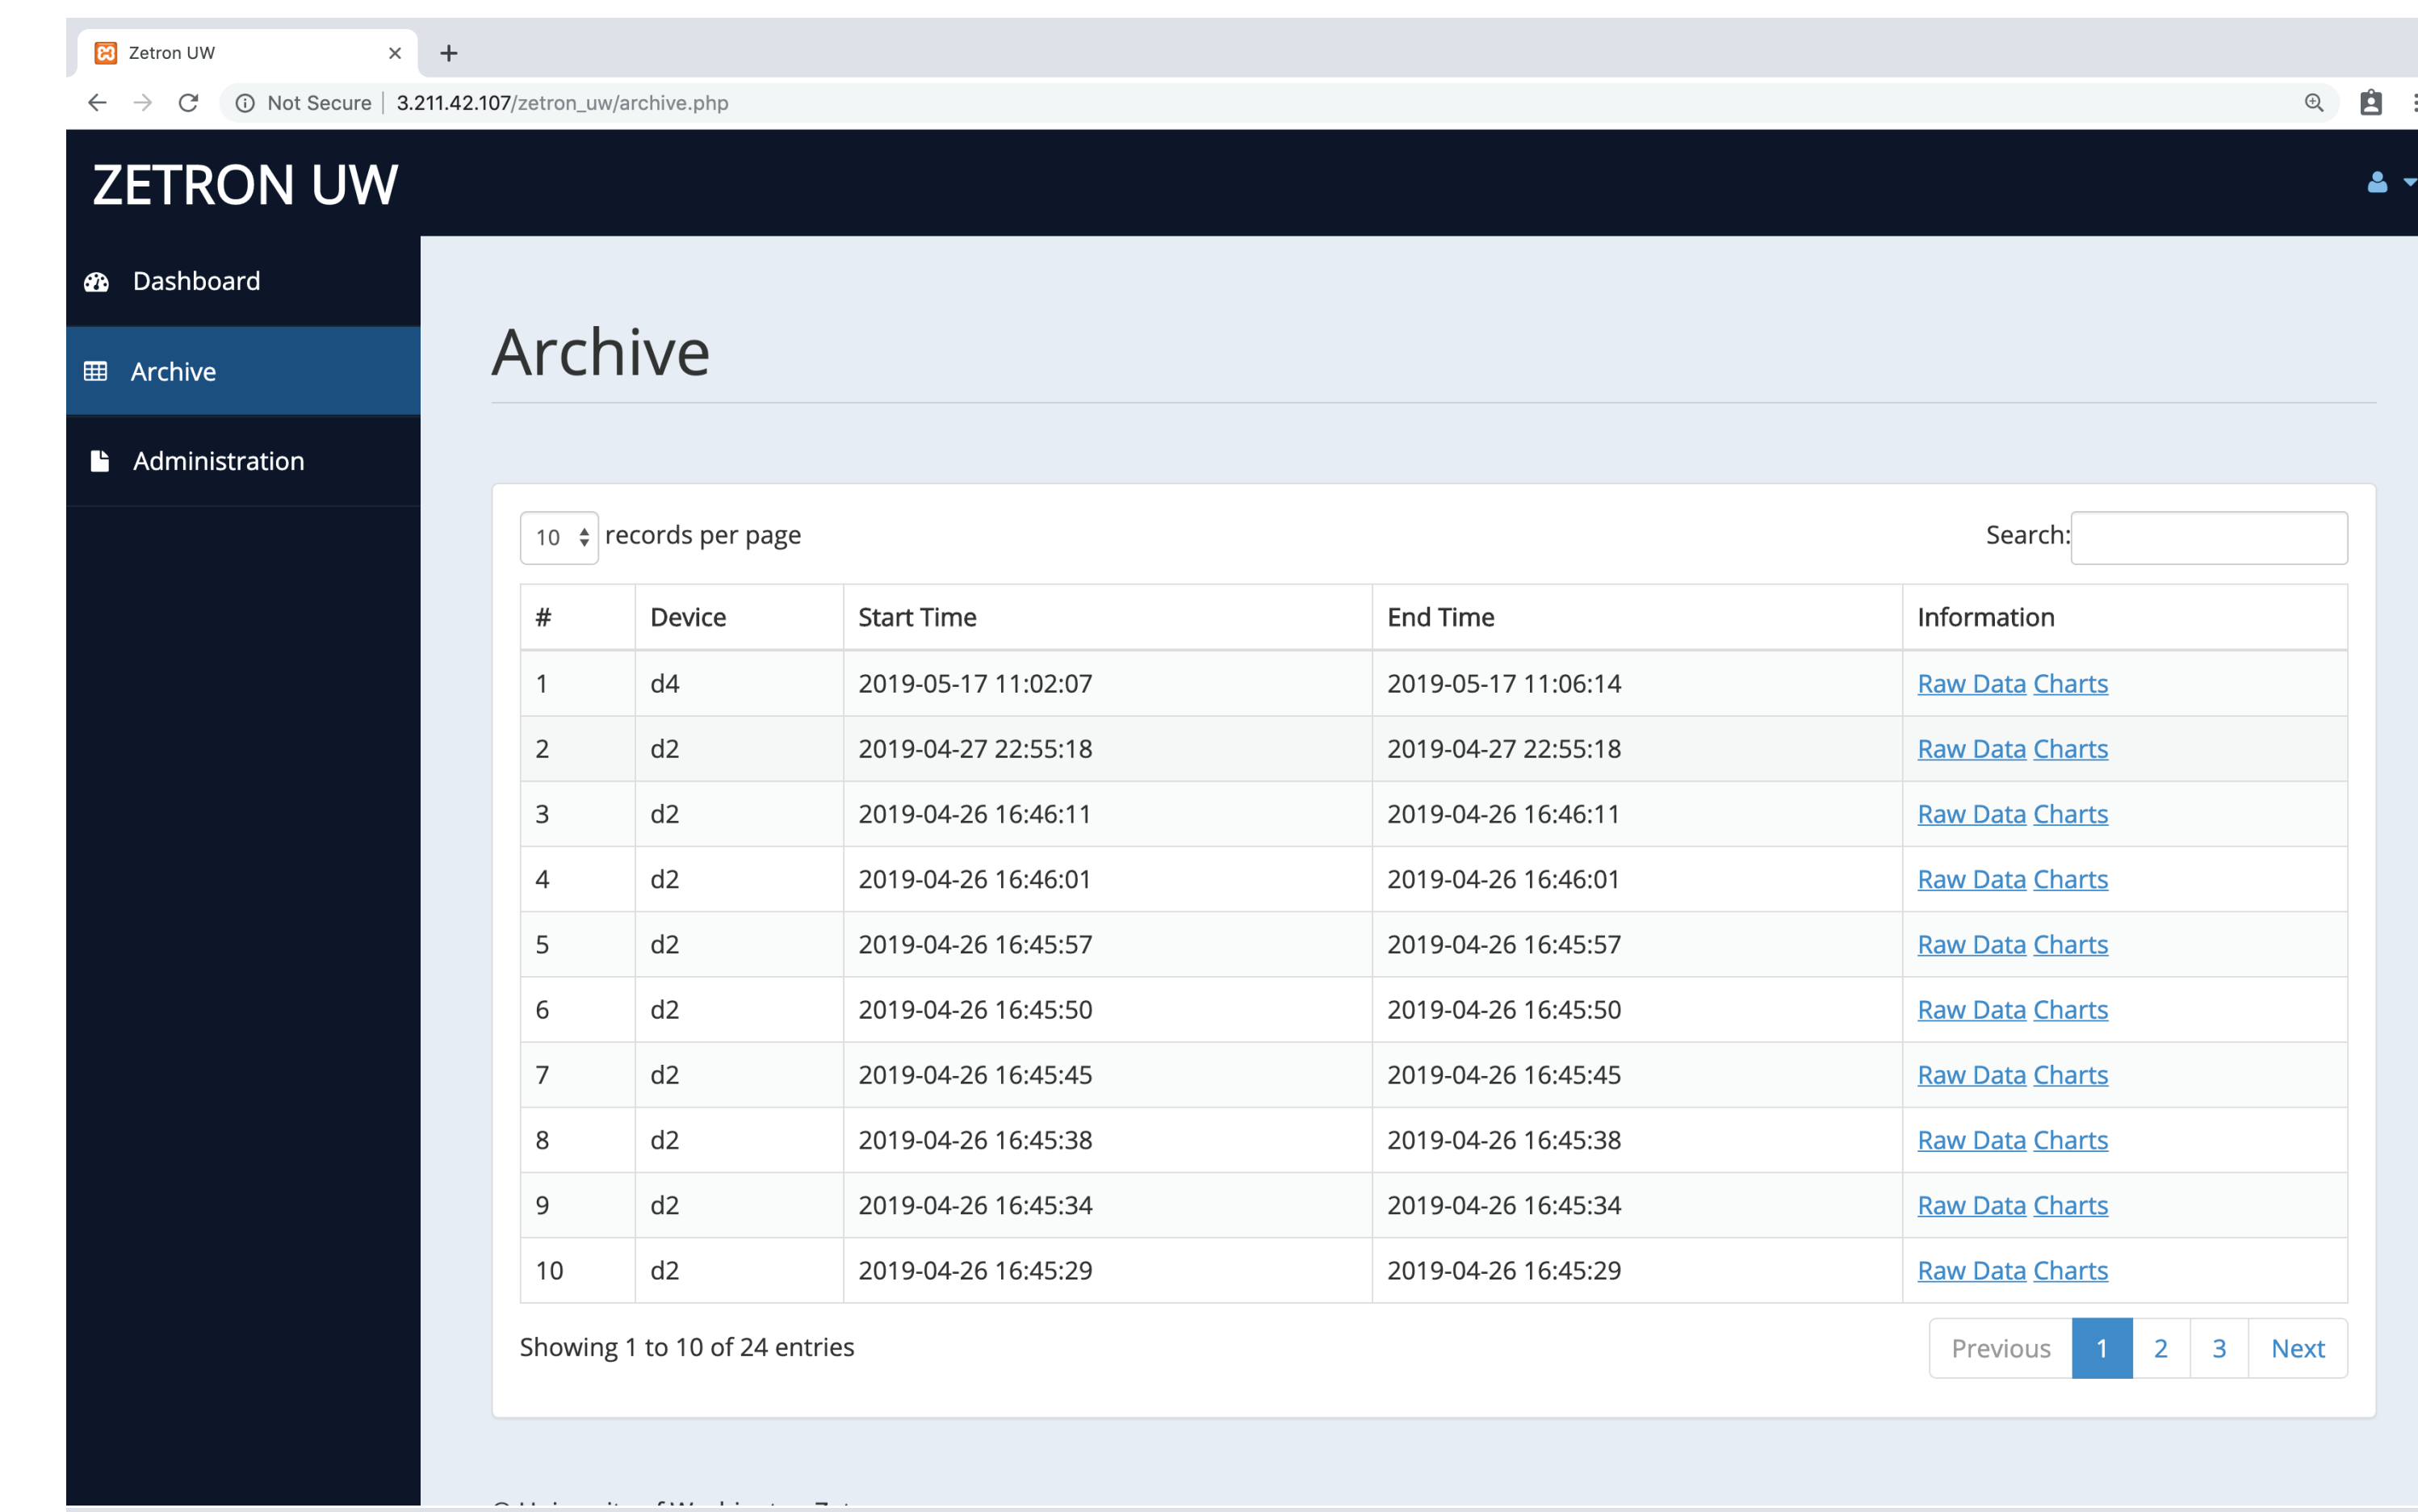 Zetron UW
Not Secure 3.211.42.107/zetron_uw/archive.php
ZETRON UW
Dashboard
Archive
Administration
Archive
10 records per page
Search:
# Device Start Time End Time Information
1 d4 2019-05-17 11:02:07 2019-05-17 11:06:14 Raw Data Charts
2 d2 2019-04-27 22:55:18 2019-04-27 22:55:18 Raw Data Charts
3 d2 2019-04-26 16:46:11 2019-04-26 16:46:11 Raw Data Charts
4 d2 2019-04-26 16:46:01 2019-04-26 16:46:01 Raw Data Charts
5 d2 2019-04-26 16:45:57 2019-04-26 16:45:57 Raw Data Charts
6 d2 2019-04-26 16:45:50 2019-04-26 16:45:50 Raw Data Charts
7 d2 2019-04-26 16:45:45 2019-04-26 16:45:45 Raw Data Charts
8 d2 2019-04-26 16:45:38 2019-04-26 16:45:38 Raw Data Charts
9 d2 2019-04-26 16:45:34 2019-04-26 16:45:34 Raw Data Charts
10 d2 2019-04-26 16:45:29 2019-04-26 16:45:29 Raw Data Charts
Showing 1 to 10 of 24 entries
Previous 1 2 3 Next